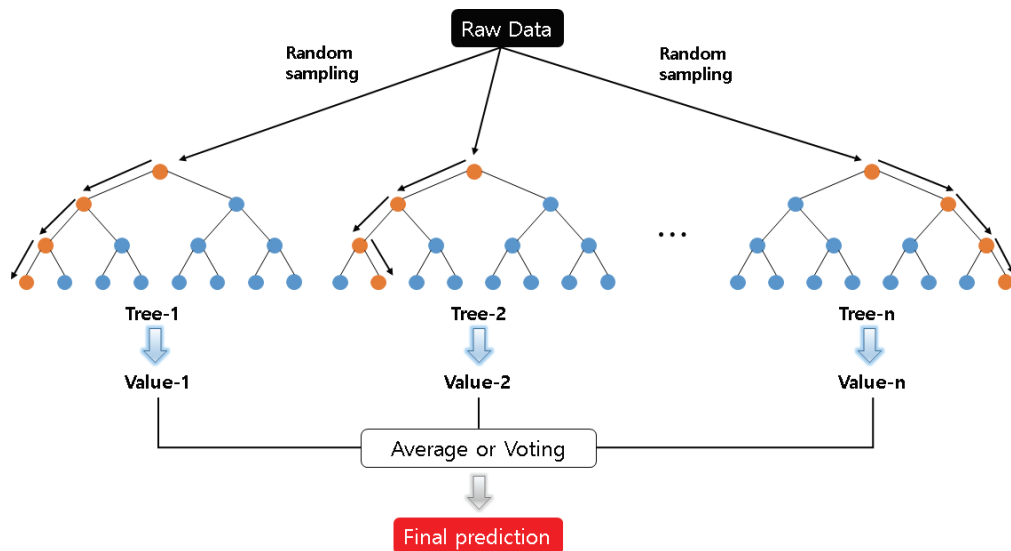 Raw Data
Random
sampling
Random
sampling
...
Tree-1
Tree-2
Tree-n
Value-1
Value-2
Value-n
Average or Voting
Final prediction